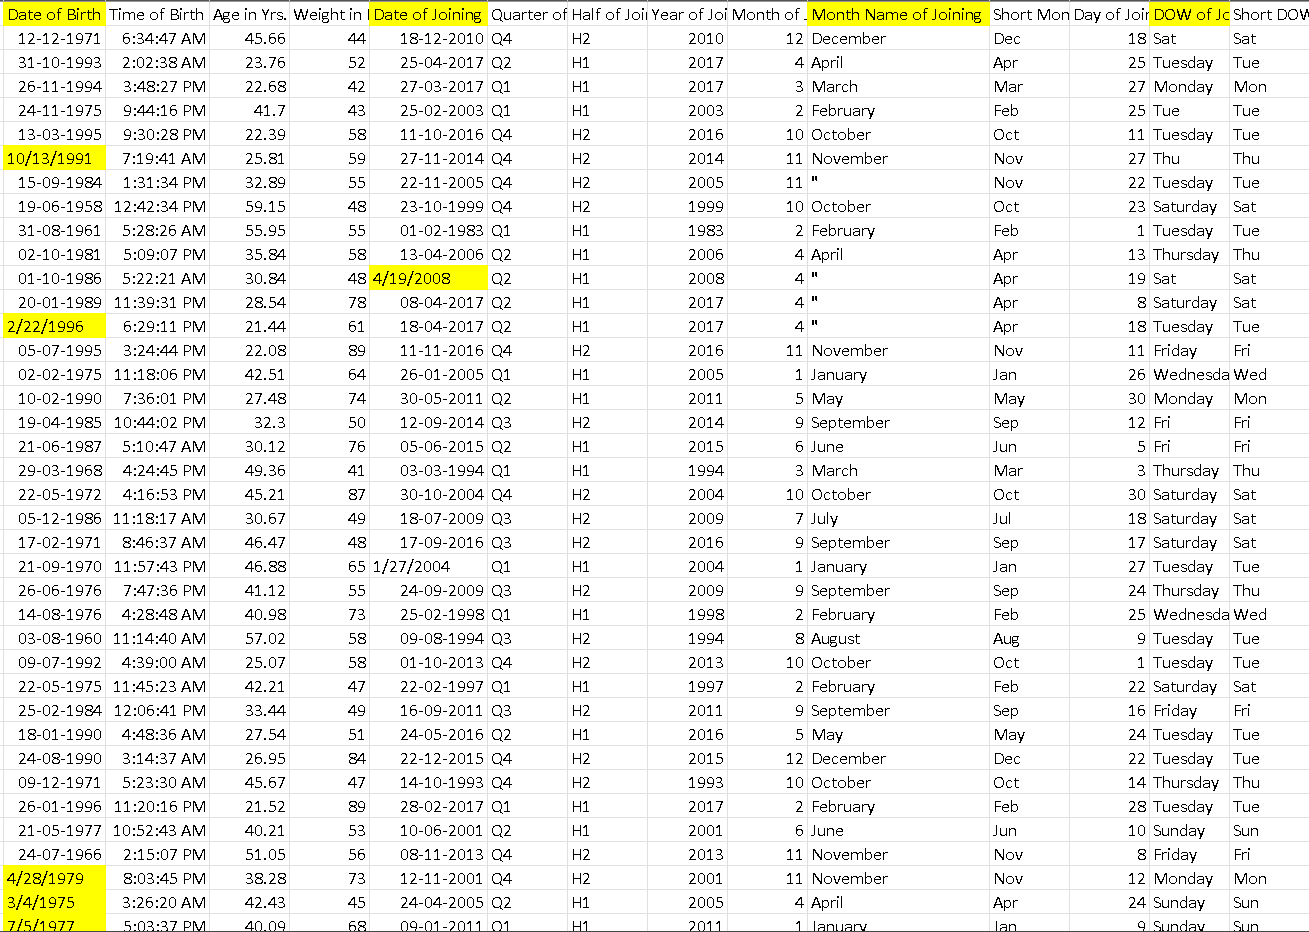 Date of Birth Time of Birth Age in Yrs. Weight in Date of Joining Quarter of Half of Joi Year of Joi Month of . Month Name of Joining Short Mon Day of Joir DOW of Jc Short DOW
12-12-1971 6:34:47 AM 45.66 44 18-12-2010 Q4 H2 2010 12 December Dec 18 Sat Sat
31-10-1993 2:02:38 AM 23.76 52 25-04-2017 Q2 H1 2017 4 April Apr 25 Tuesday Tue
26-11-1994 3:48:27 PM 22.68 42 27-03-2017 Q1 H1 2017 3 March Mar 27 Monday Mon
24-11-1975 9:44:16 PM 41.7 43 25-02-2003 Q1 H1 2003 2 February Feb 25 Tue Tue
13-03-1995 9:30:28 PM 22.39 58 11-10-2016 Q4 H2 2016 10 October Oct 11 Tuesday Tue
10/13/1991 7:19:41 AM 25.81 59 27-11-2014 Q4 H2 2014 11 November Nov 27 Thu Thu
15-09-1984 1:31:34 PM 32.89 55 22-11-2005 Q4 H2 2005 11 " Nov 22 Tuesday Tue
19-06-1958 12:42:34 PM 59.15 48 23-10-1999 Q4 H2 1999 10 October Oct 23 Saturday Sat
31-08-1961 5:28:26 AM 55.95 55 01-02-1983 Q1 H1 1983 2 February Feb 1 Tuesday Tue
02-10-1981 5:09:07 PM 35.84 58 13-04-2006 Q2 H1 2006 4 April Apr 13 Thursday Thu
01-10-1986 5:22:21 AM 30.84 48 4/19/2008 Q2 H1 2008 4 " Apr 19 Sat Sat
20-01-1989 11:39:31 PM 28.54 78 08-04-2017 Q2 H1 2017 4 " Apr 8 Saturday Sat
2/22/1996 6:29:11 PM 21.44 61 18-04-2017 Q2 H1 2017 4 " Apr 18 Tuesday Tue
05-07-1995 3:24:44 PM 22.08 89 11-11-2016 Q4 H2 2016 11 November Nov 11 Friday Fri
02-02-1975 11:18:06 PM 42.51 64 26-01-2005 Q1 H1 2005 1 January Jan 26 Wednesda Wed
10-02-1990 7:36:01 PM 27.48 74 30-05-2011 Q2 H1 2011 5 May May 30 Monday Mon
19-04-1985 10:44:02 PM 32.3 50 12-09-2014 Q3 H2 2014 9 September Sep 12 Fri Fri
21-06-1987 5:10:47 AM 30.12 76 05-06-2015 Q2 H1 2015 6 June Jun 5 Fri Fri
29-03-1968 4:24:45 PM 49.36 41 03-03-1994 Q1 H1 1994 3 March Mar 3 Thursday Thu
22-05-1972 4:16:53 PM 45.21 87 30-10-2004 Q4 H2 2004 10 October Oct 30 Saturday Sat
05-12-1986 11:18:17 AM 30.67 49 18-07-2009 Q3 H2 2009 7 July Jul 18 Saturday Sat
17-02-1971 8:46:37 AM 46.47 48 17-09-2016 Q3 H2 2016 9 September Sep 17 Saturday Sat
21-09-1970 11:57:43 PM 46.88 65 1/27/2004 Q1 H1 2004 1 January Jan 27 Tuesday Tue
26-06-1976 7:47:36 PM 41.12 55 24-09-2009 Q3 H2 2009 9 September Sep 24 Thursday Thu
14-08-1976 4:28:48 AM 40.98 73 25-02-1998 Q1 H1 1998 2 February Feb 25 Wednesda Wed
03-08-1960 11:14:40 AM 57.02 58 09-08-1994 Q3 H2 1994 8 August Aug 9 Tuesday Tue
09-07-1992 4:39:00 AM 25.07 58 01-10-2013 Q4 H2 2013 10 October Oct 1 Tuesday Tue
22-05-1975 11:45:23 AM 42.21 47 22-02-1997 Q1 H1 1997 2 February Feb 22 Saturday Sat
25-02-1984 12:06:41 PM 33.44 49 16-09-2011 Q3 H2 2011 9 September Sep 16 Friday Fri
18-01-1990 4:48:36 AM 27.54 51 24-05-2016 Q2 H1 2016 5 May May 24 Tuesday Tue
24-08-1990 3:14:37 AM 26.95 84 22-12-2015 Q4 H2 2015 12 December Dec 22 Tuesday Tue
09-12-1971 5:23:30 AM 45.67 47 14-10-1993 Q4 H2 1993 10 October Oct 14 Thursday Thu
26-01-1996 11:20:16 PM 21.52 89 28-02-2017 Q1 H1 2017 2 February Feb 28 Tuesday Tue
21-05-1977 10:52:43 AM 40.21 53 10-06-2001 Q2 H1 2001 6 June Jun 10 Sunday Sun
24-07-1966 2:15:07 PM 51.05 56 08-11-2013 Q4 H2 2013 11 November Nov 8 Friday Fri
4/28/1979 8:03:45 PM 38.28 73 12-11-2001 Q4 H2 2001 11 November Nov 12 Monday Mon
3/4/1975 3:26:20 AM 42.43 45 24-04-2005 Q2 H1 2005 4 April Apr 24 Sunday Sun
7/5/1977 5:03:37 PM 40.09 68 09-01-2011 Q1 H1 2011 1 January Jan 9 Sunday Sun